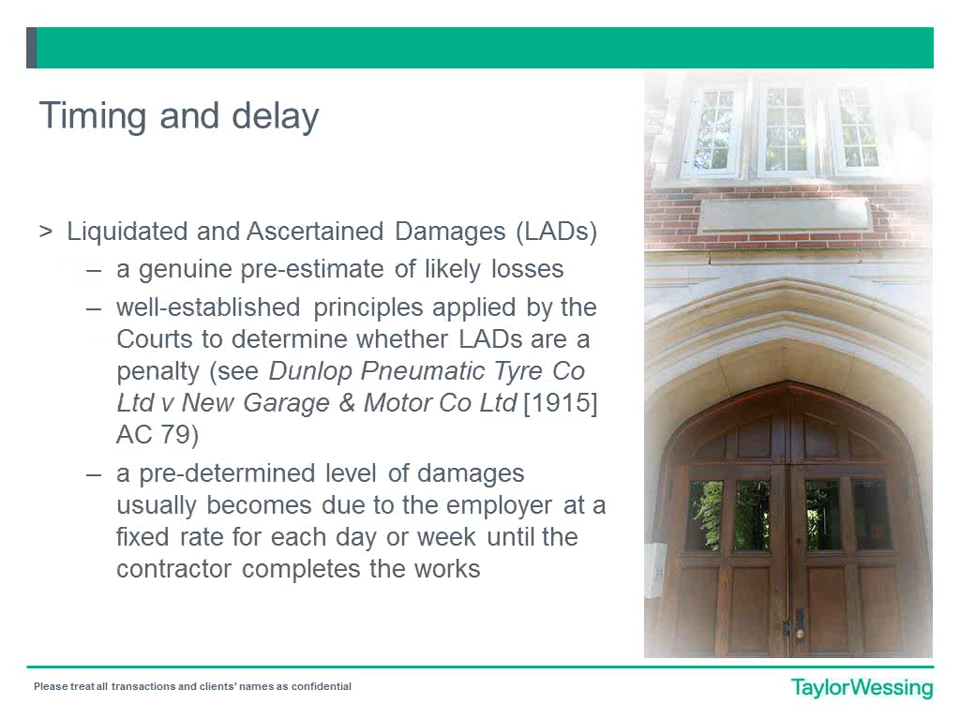 Timing and delay
> Liquidated and Ascertained Damages (LADs)
– a genuine pre-estimate of likely losses
– well-established principles applied by the
Courts to determine whether LADs are a
penalty (see Dunlop Pneumatic Tyre Co
Ltd v New Garage & Motor Co Ltd [1915]
AC 79)
– a pre-determined level of damages
usually becomes due to the employer at a
fixed rate for each day or week until the
contractor completes the works
Please treat all transactions and clients' names as confidential
TaylorWessing